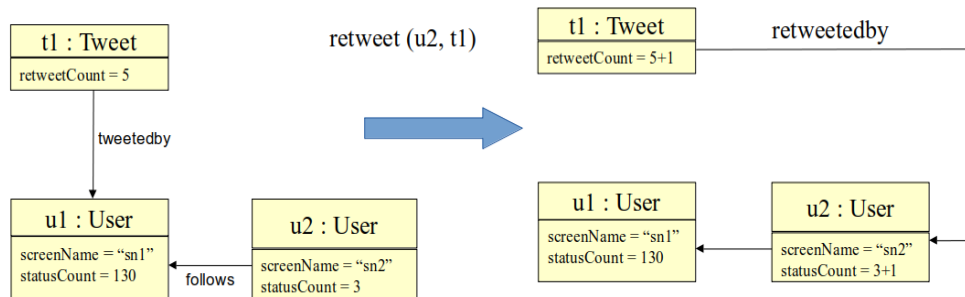 t1 : Tweet
retweetCount = 5
tweetedby
u1 : User
screenName = “sn1”
statusCount = 130
follows
u2 : User
screenName = “sn2”
statusCount = 3
retweet (u2, t1)
t1 : Tweet
retweetCount = 5+1
retweetedby
u1 : User
screenName = “sn1”
statusCount = 130
u2 : User
screenName = “sn2”
statusCount = 3+1